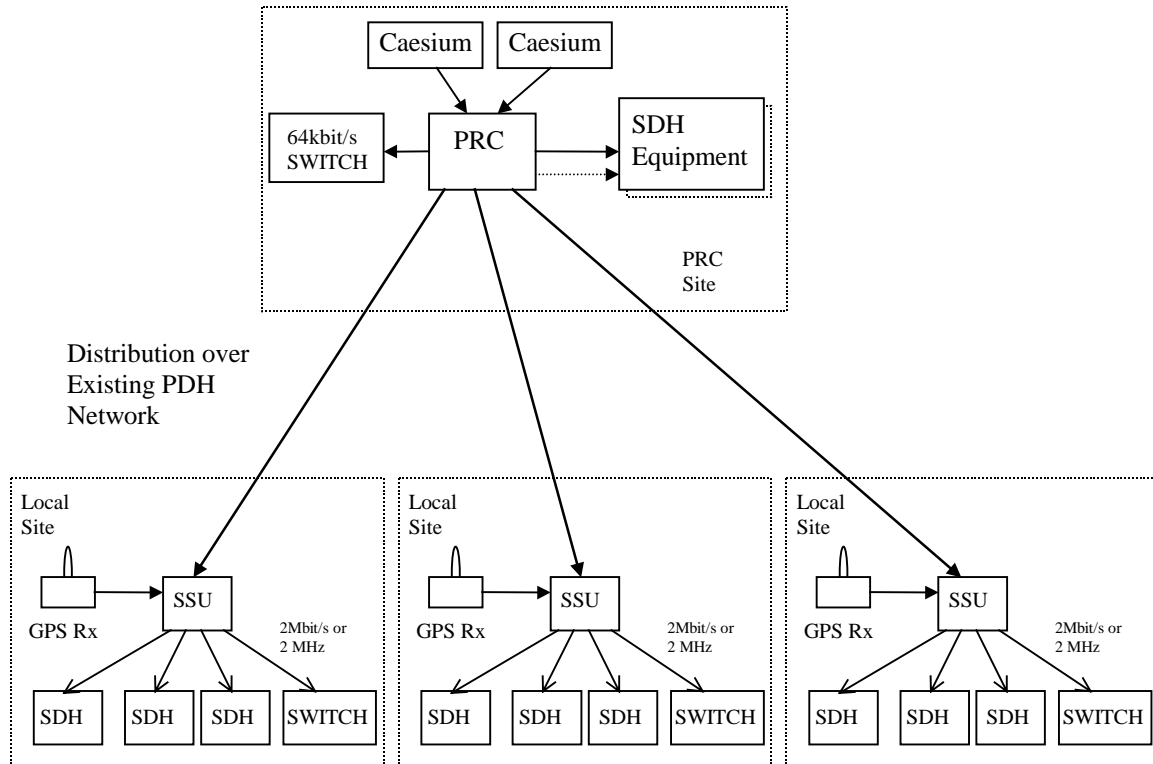 Caesium
Caesium
64kbit/s
SWITCH
PRC
SDH
Equipment
PRC
Site
Distribution over
Existing PDH
Network
Local
Site
SSU
GPS Rx
2Mbit/s or
2 MHz
SDH
SDH
SDH
SWITCH
Local
Site
SSU
GPS Rx
2Mbit/s or
2 MHz
SDH
SDH
SDH
SWITCH
Local
Site
SSU
GPS Rx
2Mbit/s or
2 MHz
SDH
SDH
SDH
SWITCH